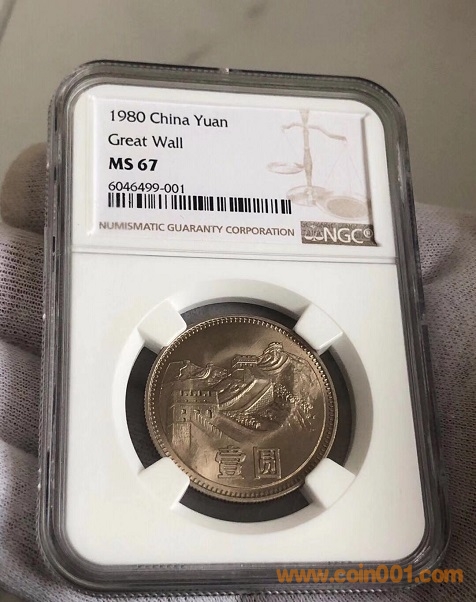 1980 China Yuan
Great Wall
MS 67
6046499-001
NUMISMATIC GUARANTY CORPORATION
NGC®
壹圆
www.coin001.com